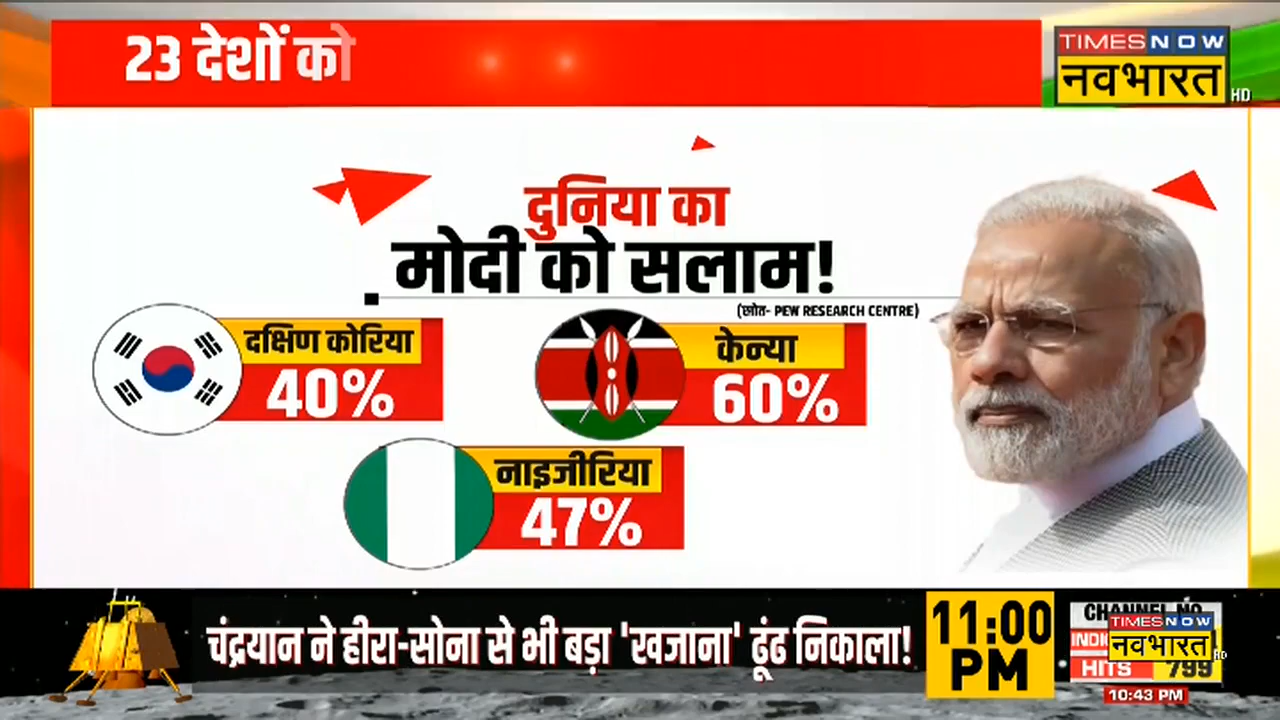 23 देशों को
TIMES NOW
नवभारत
HD
दुनिया का
मोदी को सलाम!
(स्रोत- PEW RESEARCH CENTRE)
दक्षिण कोरिया
40%
केन्या
60%
नाइजीरिया
47%
चंद्रयान ने हीरा-सोना से भी बड़ा 'खजाना' ढूंढ निकाला!
11:00
PM
CHANNEL NO.
TIMES NOW
नवभारत
HD
HITS
799
10:43 PM